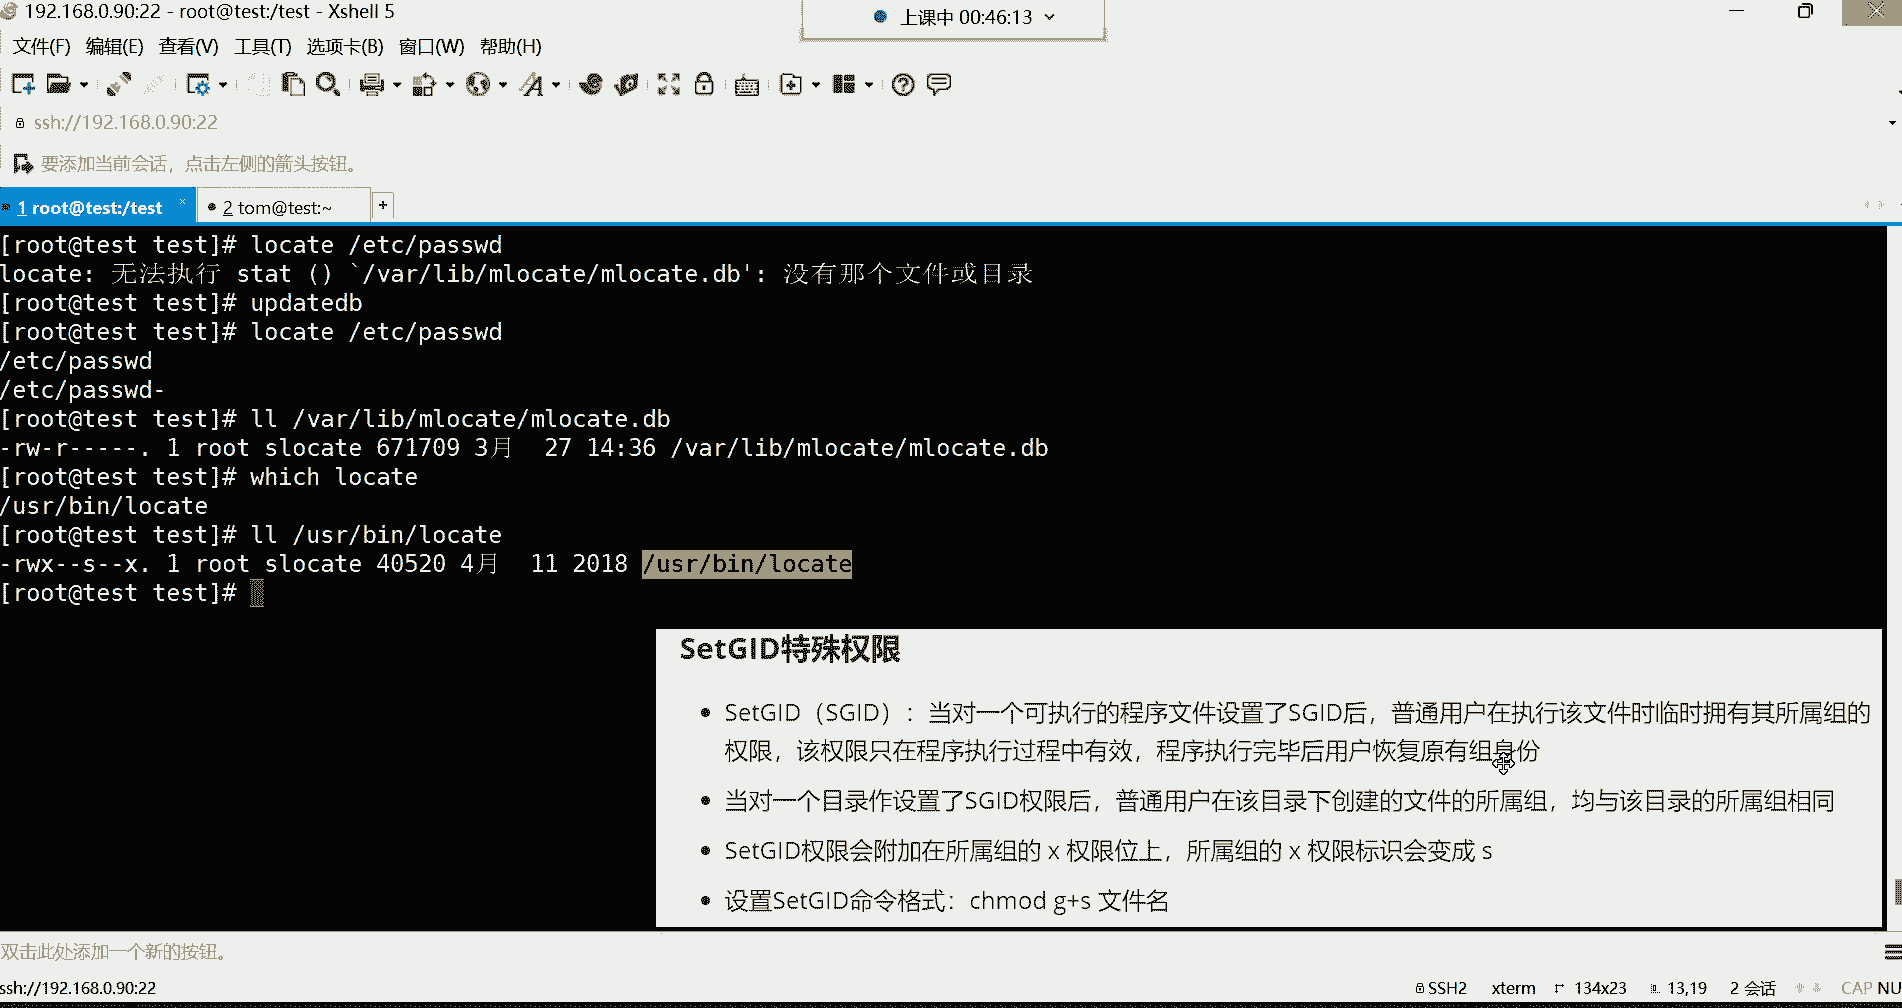 192.168.0.90:22 - root@test:/test - Xshell 5
上课中 00:46:13
文件(F) 编辑(E) 查看(V) 工具(T) 选项卡(B) 窗口(W) 帮助(H)
ssh://192.168.0.90:22
要添加当前会话，点击左侧的箭头按钮。
1 root@test:/test × 2 tom@test:~ +
[root@test test]# locate /etc/passwd
locate: 无法执行 stat () `/var/lib/mlocate/mlocate.db': 没有那个文件或目录
[root@test test]# updatedb
[root@test test]# locate /etc/passwd
/etc/passwd
/etc/passwd-
[root@test test]# ll /var/lib/mlocate/mlocate.db
-rw-r-----. 1 root slocate 671709 3月  27 14:36 /var/lib/mlocate/mlocate.db
[root@test test]# which locate
/usr/bin/locate
[root@test test]# ll /usr/bin/locate
-rwx--s--x. 1 root slocate 40520 4月  11 2018 /usr/bin/locate
[root@test test]#
SetGID特殊权限
• SetGID（SGID）：当对一个可执行的程序文件设置了SGID后，普通用户在执行该文件时临时拥有其所属组的
权限，该权限只在程序执行过程中有效，程序执行完毕后用户恢复原有组身份
• 当对一个目录作设置了SGID权限后，普通用户在该目录下创建的文件的所属组，均与该目录的所属组相同
• SetGID权限会附加在所属组的 x 权限位上，所属组的 x 权限标识会变成 s
• 设置SetGID命令格式：chmod g+s 文件名
双击此处添加一个新的按钮。
ssh://192.168.0.90:22 SSH2 xterm 134x23 13,19 2 会话 CAP NU